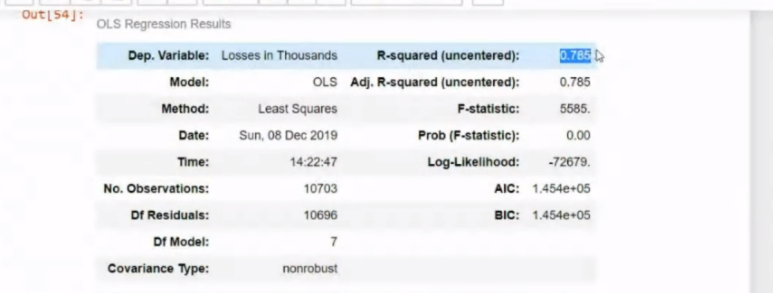 Out[54]:
OLS Regression Results
Dep. Variable: Losses in Thousands R-squared (uncentered): 0.785
Model: OLS Adj. R-squared (uncentered): 0.785
Method: Least Squares F-statistic: 5585.
Date: Sun, 08 Dec 2019 Prob (F-statistic): 0.00
Time: 14:22:47 Log-Likelihood: -72679.
No. Observations: 10703 AIC: 1.454e+05
Df Residuals: 10696 BIC: 1.454e+05
Df Model: 7
Covariance Type: nonrobust